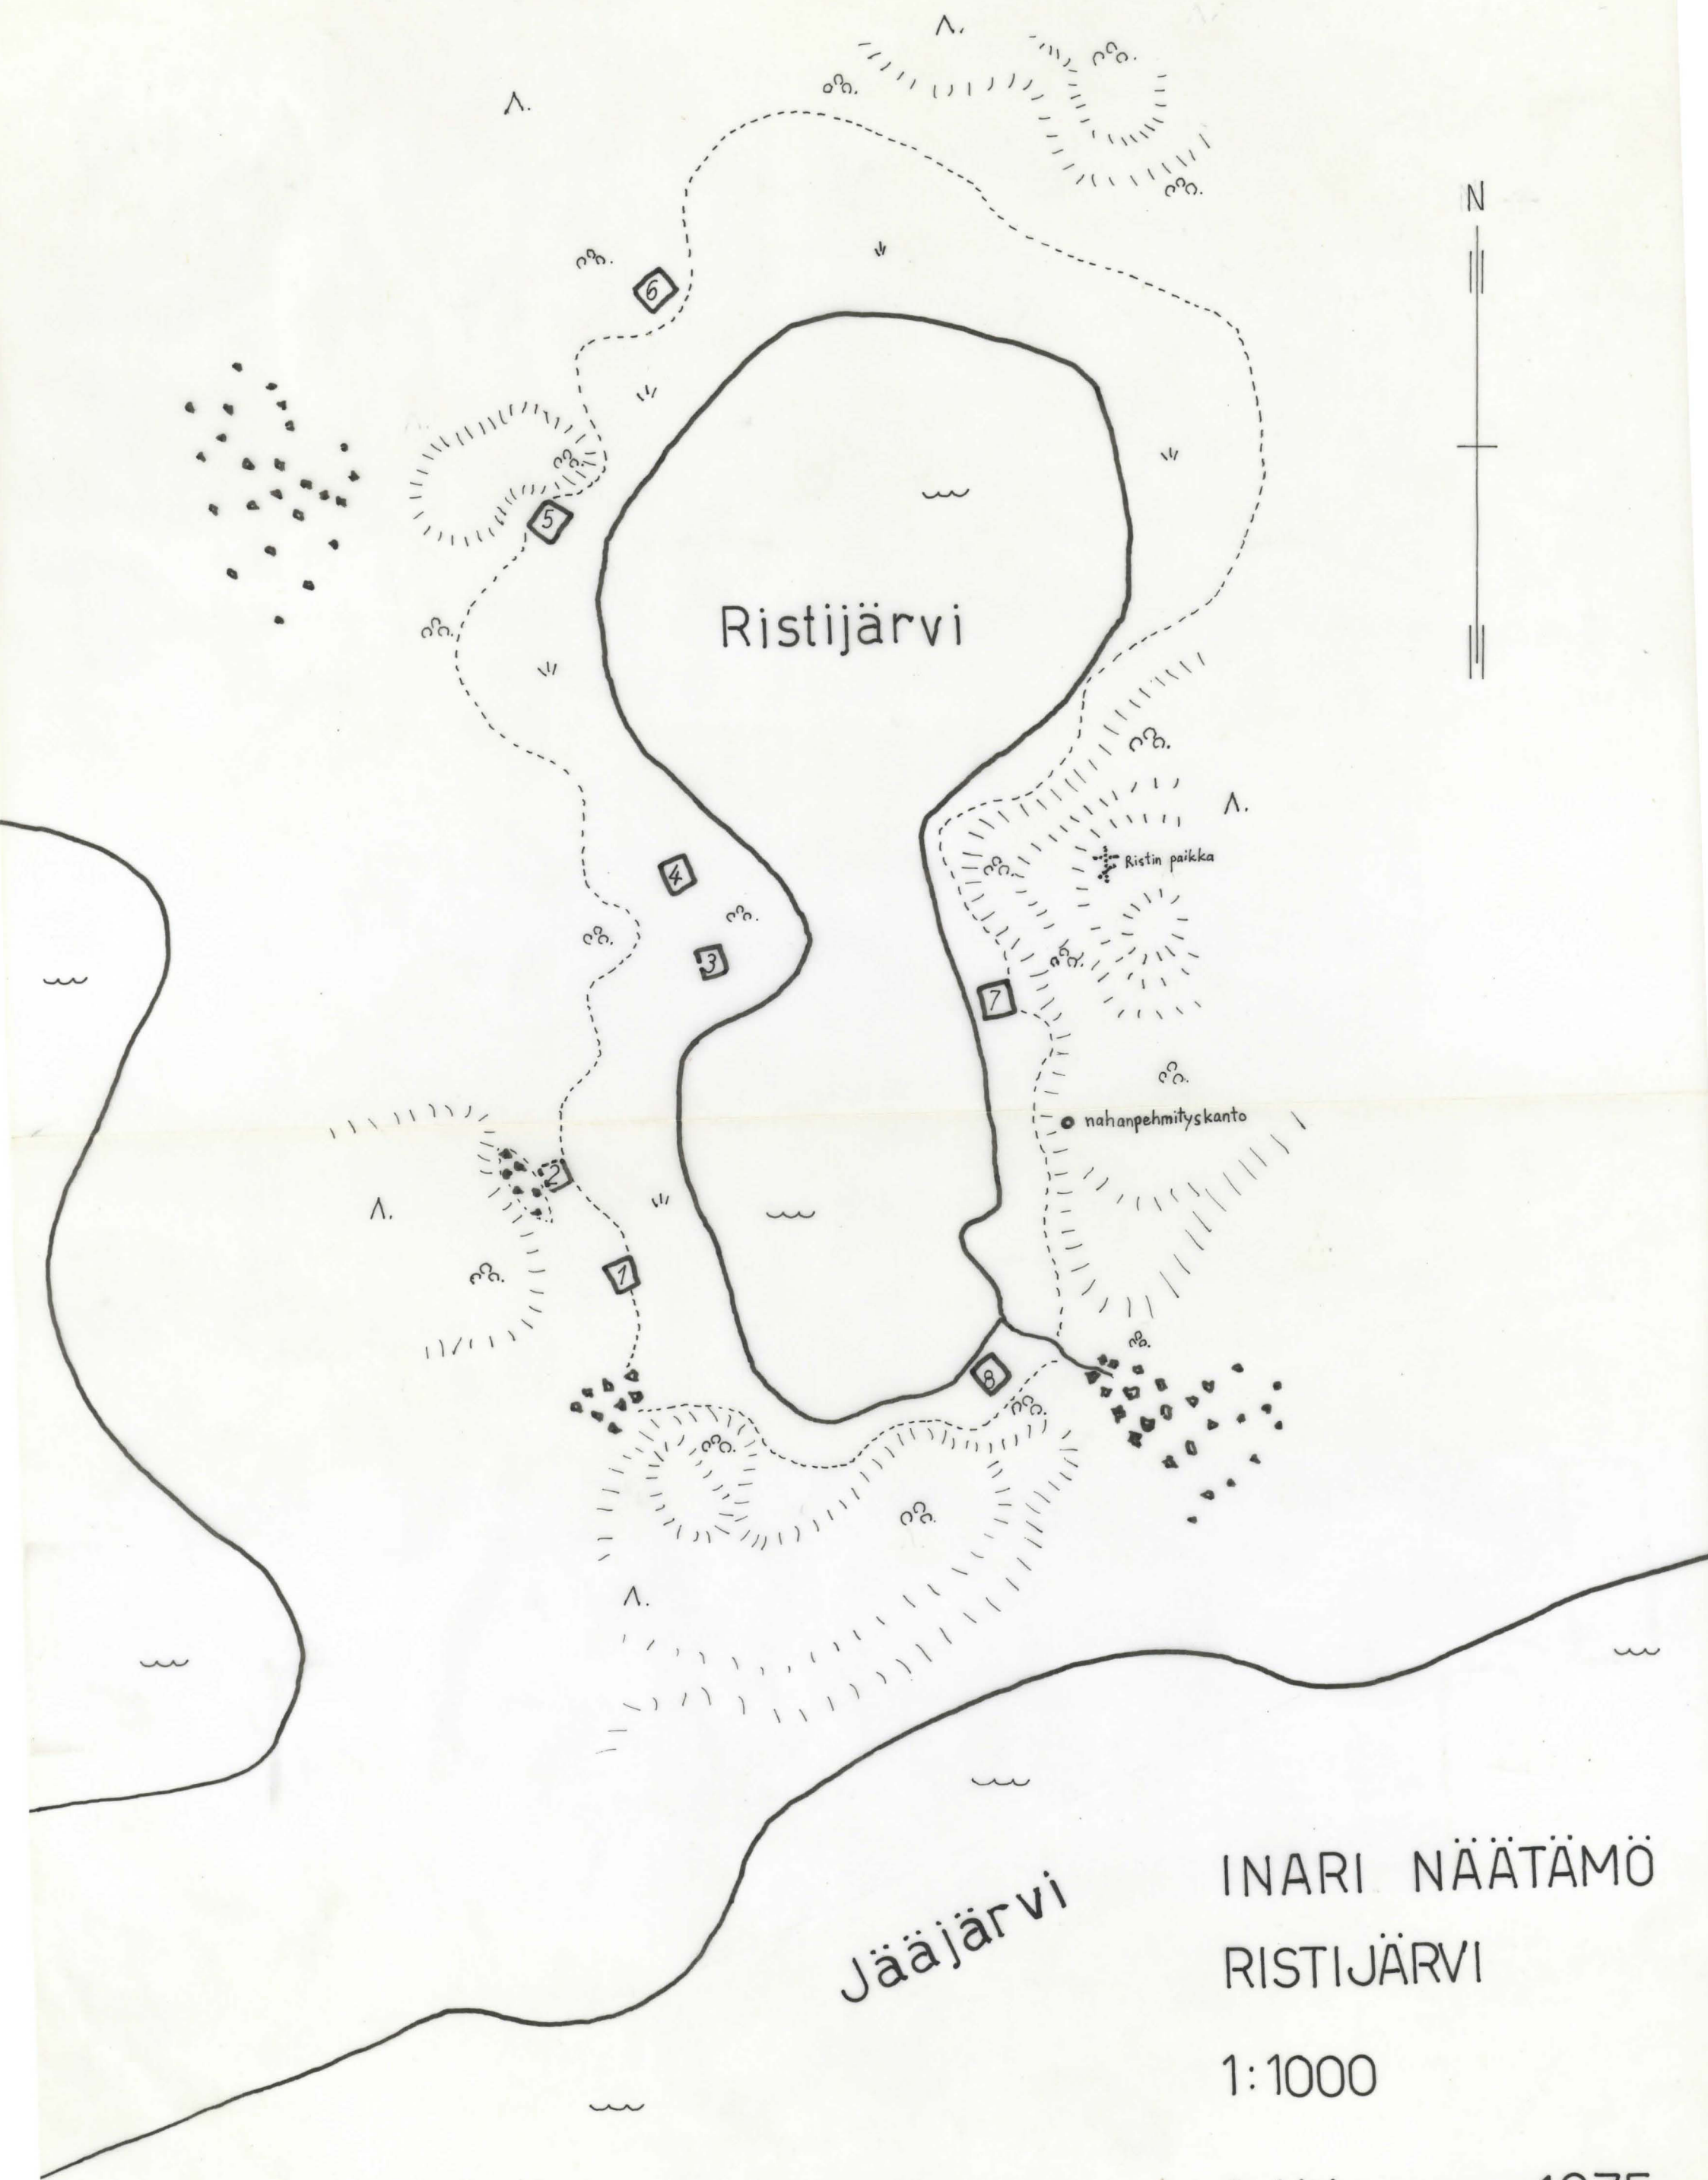 N
6
5
Ristijärvi
4
Ristin paikka
3
7
nahanpehmityskanto
2
1
8
Jääjärvi
INARI NÄÄTÄMÖ
RISTIJÄRVI
1:1000